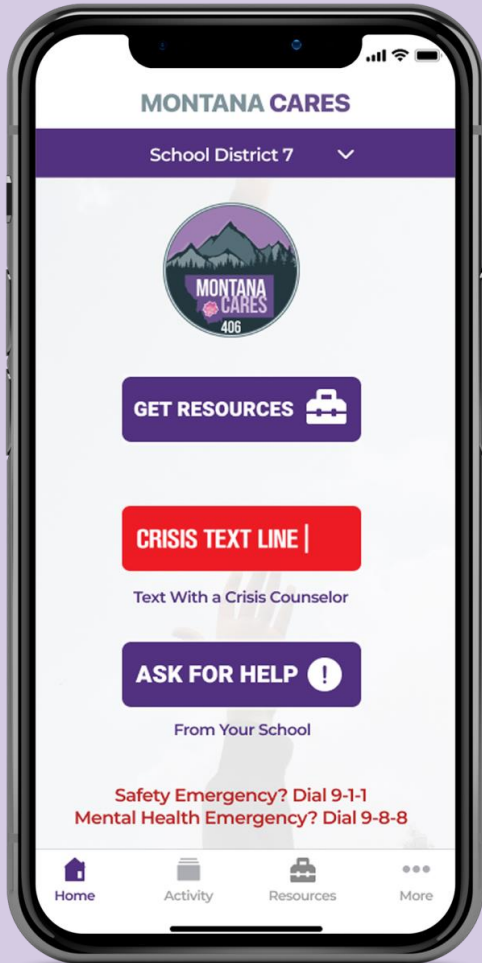 MONTANA CARES
School District 7
MONTANA
CARES
406
GET RESOURCES
CRISIS TEXT LINE |
Text With a Crisis Counselor
ASK FOR HELP !
From Your School
Safety Emergency? Dial 9-1-1
Mental Health Emergency? Dial 9-8-8
Home Activity Resources More